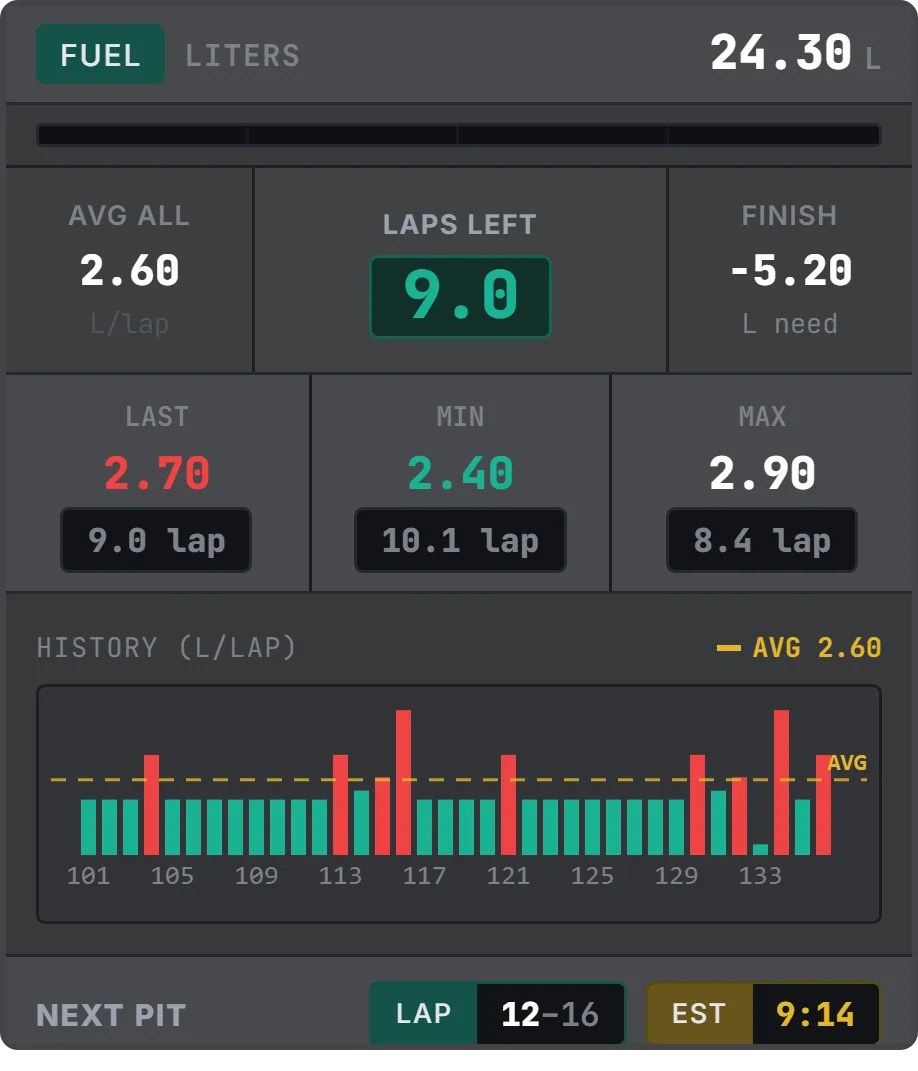 FUEL LITERS 24.30 L
AVG ALL LAPS LEFT FINISH
2.60 9.0 -5.20
L/lap L need
LAST MIN MAX
2.70 2.40 2.90
9.0 lap 10.1 lap 8.4 lap
HISTORY (L/LAP) AVG 2.60
AVG
101 105 109 113 117 121 125 129 133
NEXT PIT LAP 12–16 EST 9:14